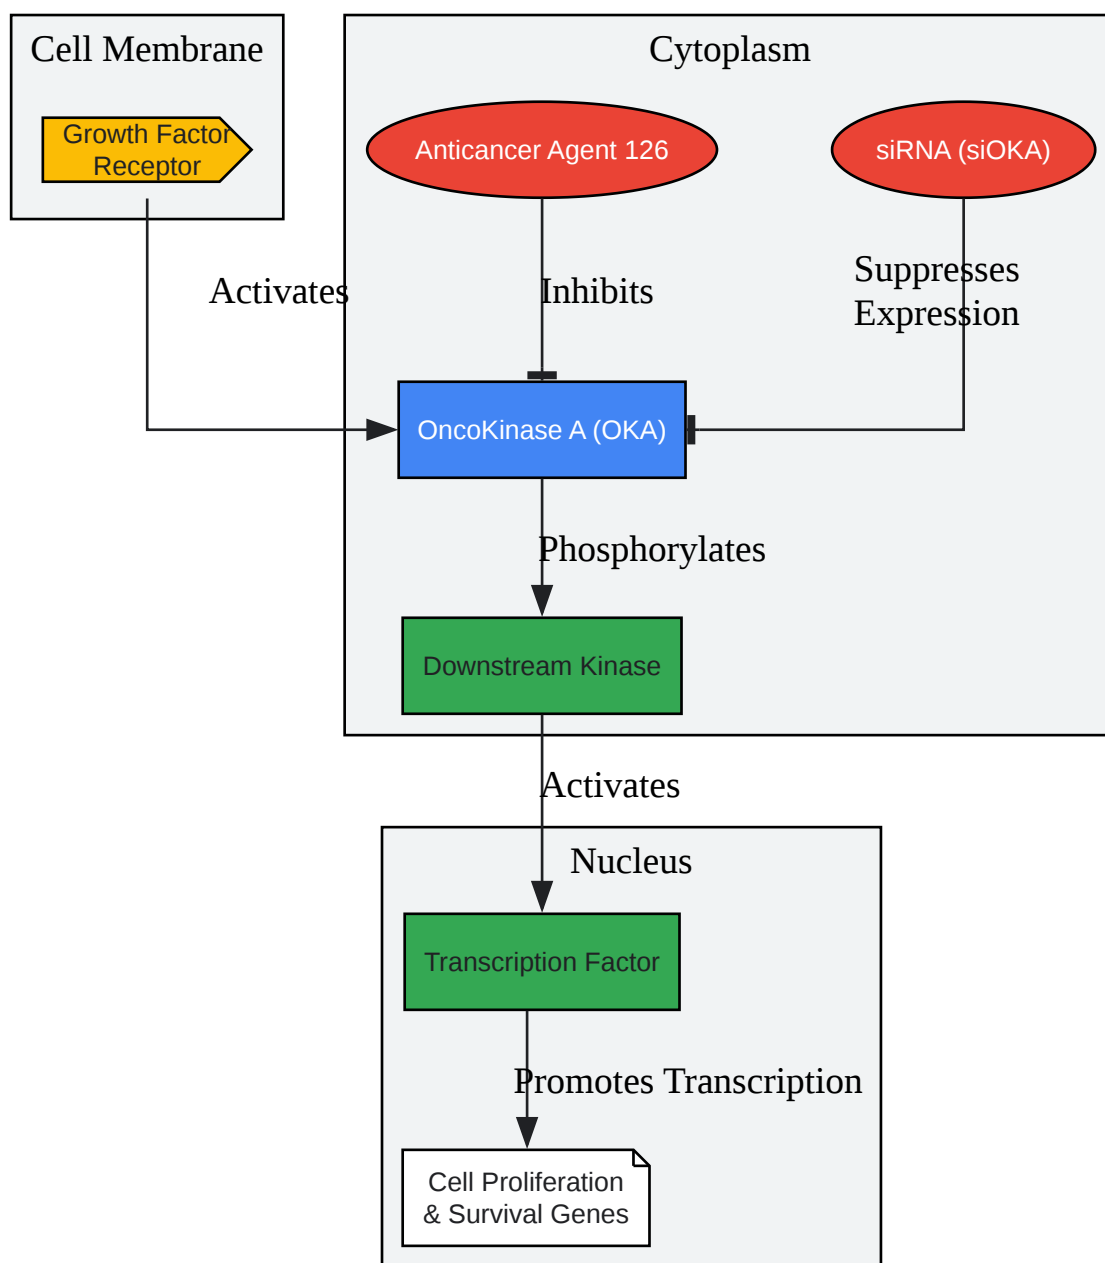 Cell Membrane
Growth Factor
Receptor
Cytoplasm
Anticancer Agent 126
siRNA (siOKA)
Activates
Inhibits
Suppresses
Expression
OncoKinase A (OKA)
Phosphorylates
Downstream Kinase
Activates
Nucleus
Transcription Factor
Promotes Transcription
Cell Proliferation
& Survival Genes